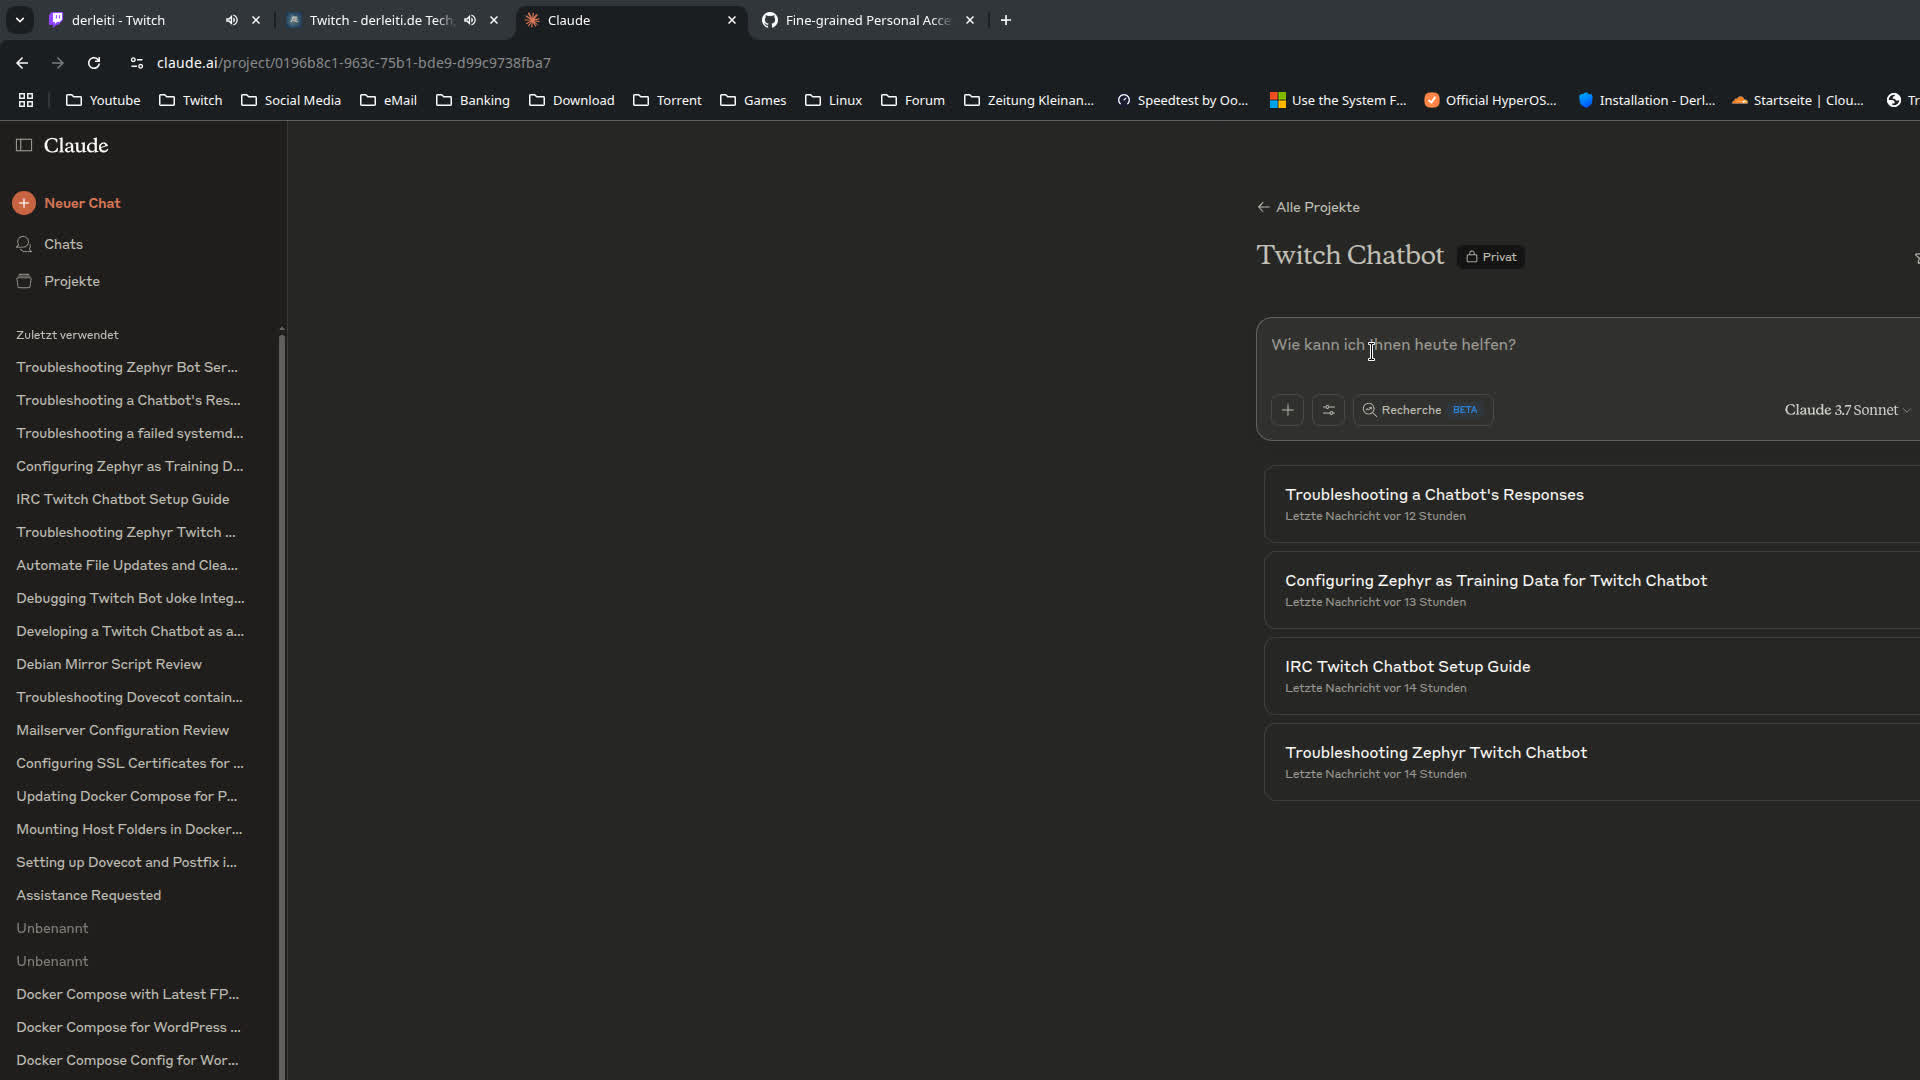 derleiti - Twitch
Twitch - derleiti.de Tech
Claude
Fine-grained Personal Acce
claude.ai/project/0196b8c1-963c-75b1-bde9-d99c9738fba7
Youtube
Twitch
Social Media
eMail
Banking
Download
Torrent
Games
Linux
Forum
Zeitung Kleinan...
Speedtest by Oo...
Use the System F...
Official HyperOS...
Installation - Derl...
Startseite | Clou...
Tr
Claude
Neuer Chat
Chats
Projekte
Zuletzt verwendet
Troubleshooting Zephyr Bot Ser...
Troubleshooting a Chatbot's Res...
Troubleshooting a failed systemd...
Configuring Zephyr as Training D...
IRC Twitch Chatbot Setup Guide
Troubleshooting Zephyr Twitch ...
Automate File Updates and Clea...
Debugging Twitch Bot Joke Integ...
Developing a Twitch Chatbot as a...
Debian Mirror Script Review
Troubleshooting Dovecot contain...
Mailserver Configuration Review
Configuring SSL Certificates for ...
Updating Docker Compose for P...
Mounting Host Folders in Docker...
Setting up Dovecot and Postfix i...
Assistance Requested
Unbenannt
Unbenannt
Docker Compose with Latest FP...
Docker Compose for WordPress ...
Docker Compose Config for Wor...
Alle Projekte
Twitch Chatbot
Privat
Wie kann ich Ihnen heute helfen?
Recherche BETA
Claude 3.7 Sonnet
Troubleshooting a Chatbot's Responses
Letzte Nachricht vor 12 Stunden
Configuring Zephyr as Training Data for Twitch Chatbot
Letzte Nachricht vor 13 Stunden
IRC Twitch Chatbot Setup Guide
Letzte Nachricht vor 14 Stunden
Troubleshooting Zephyr Twitch Chatbot
Letzte Nachricht vor 14 Stunden